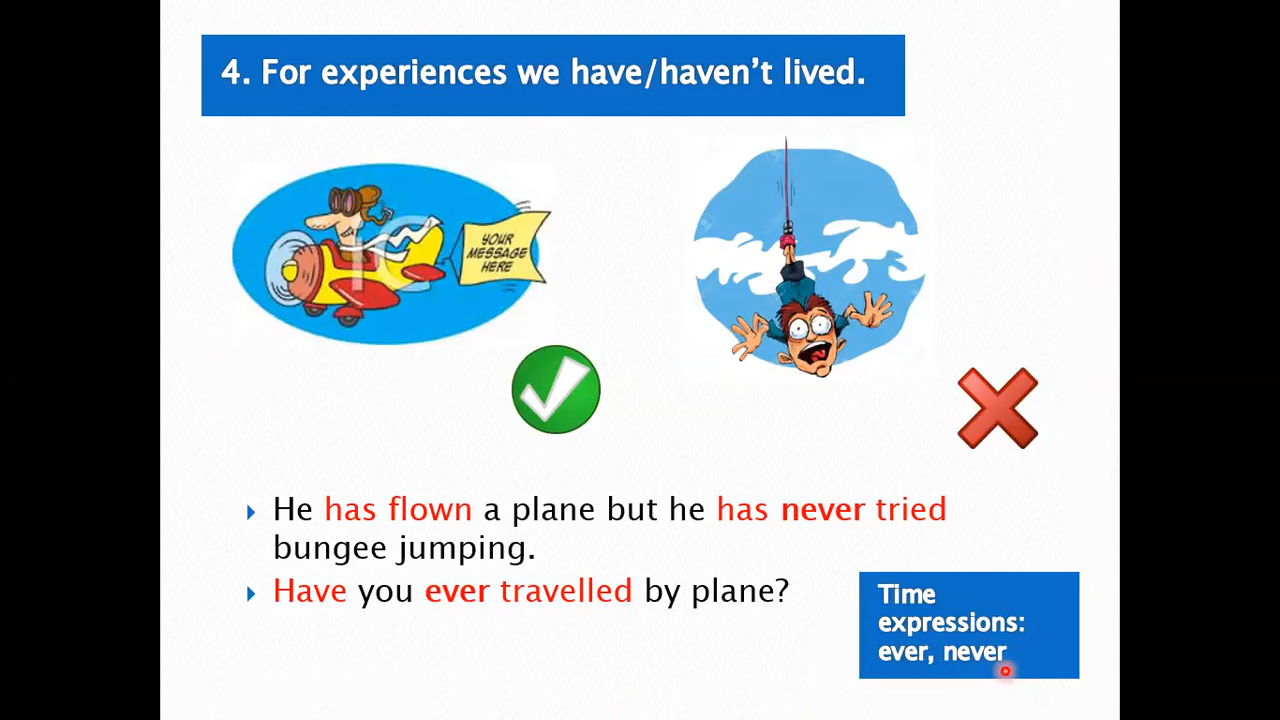 4. For experiences we have/haven't lived.
YOUR
MESSAGE
HERE
He has flown a plane but he has never tried
bungee jumping.
Have you ever travelled by plane?
Time
expressions:
ever, never